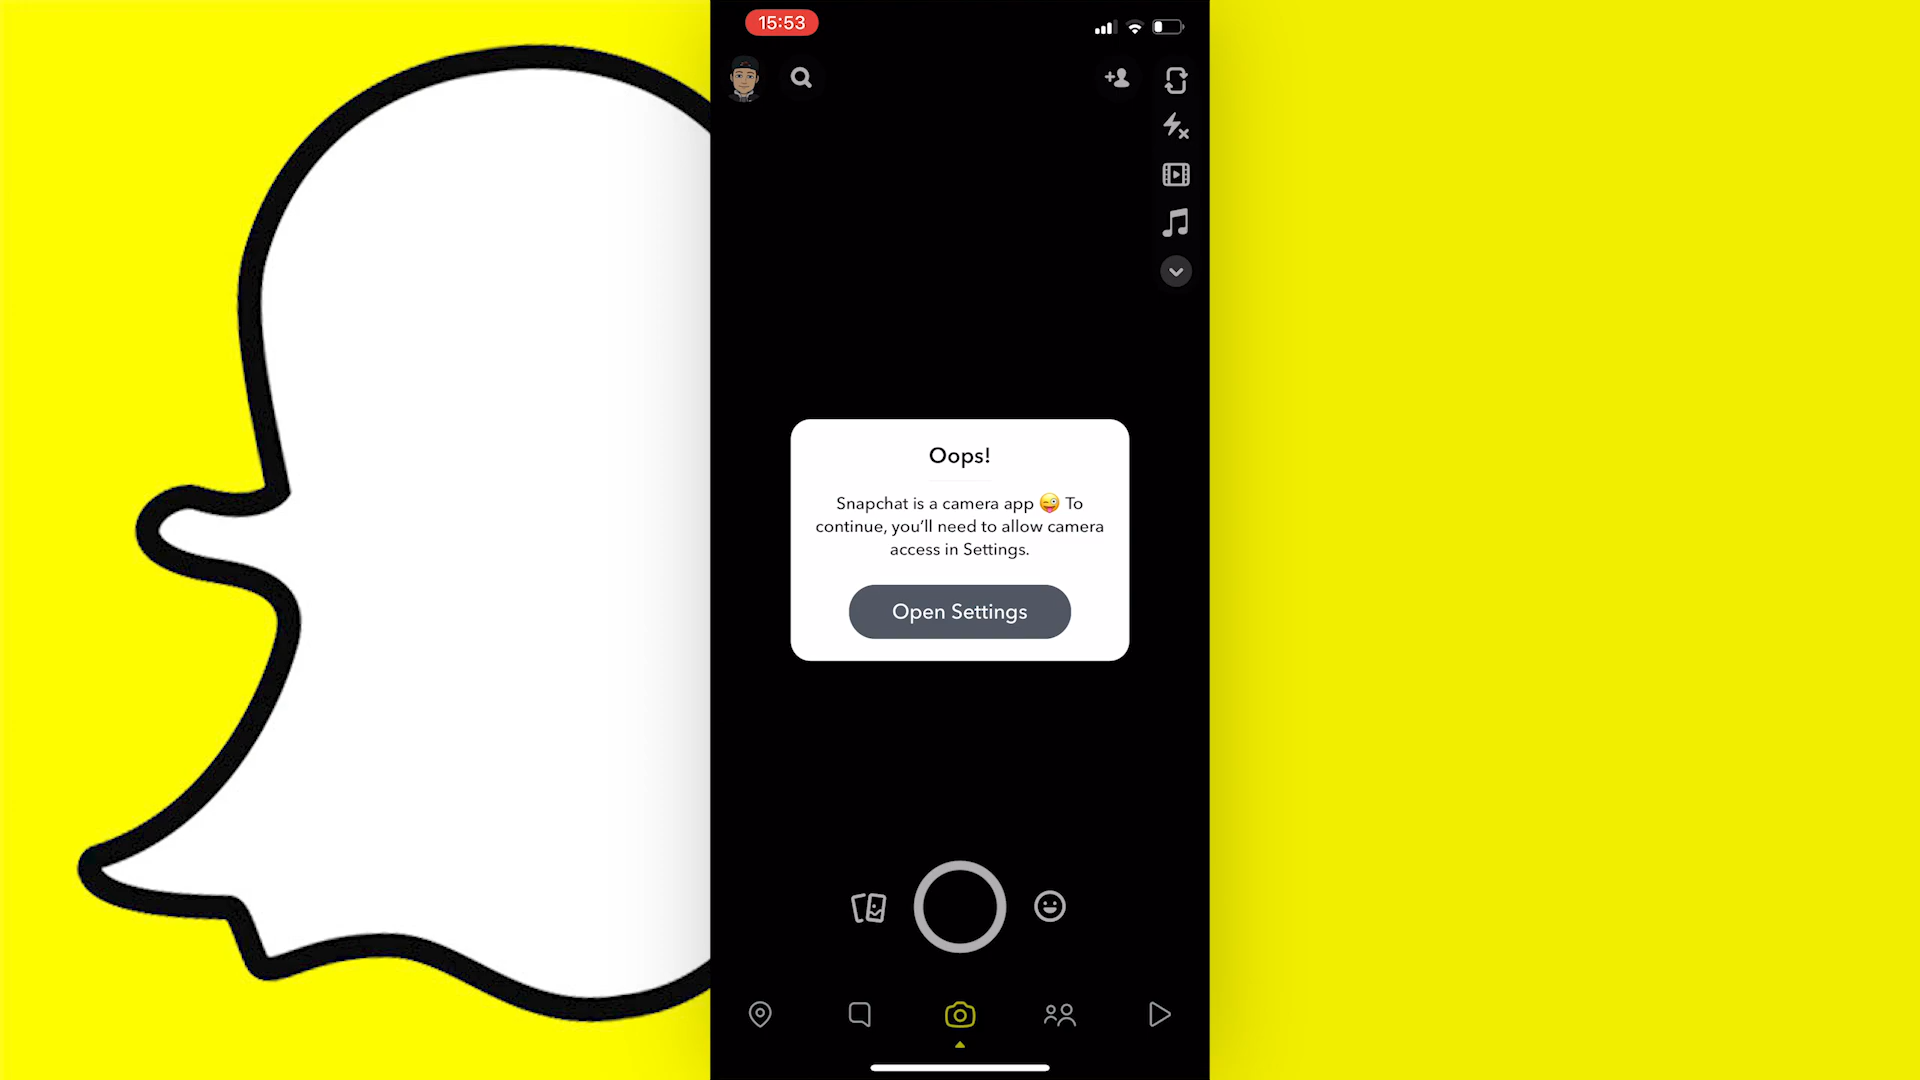 15:53
Oops!
Snapchat is a camera app 😜 To
continue, you’ll need to allow camera
access in Settings.
Open Settings